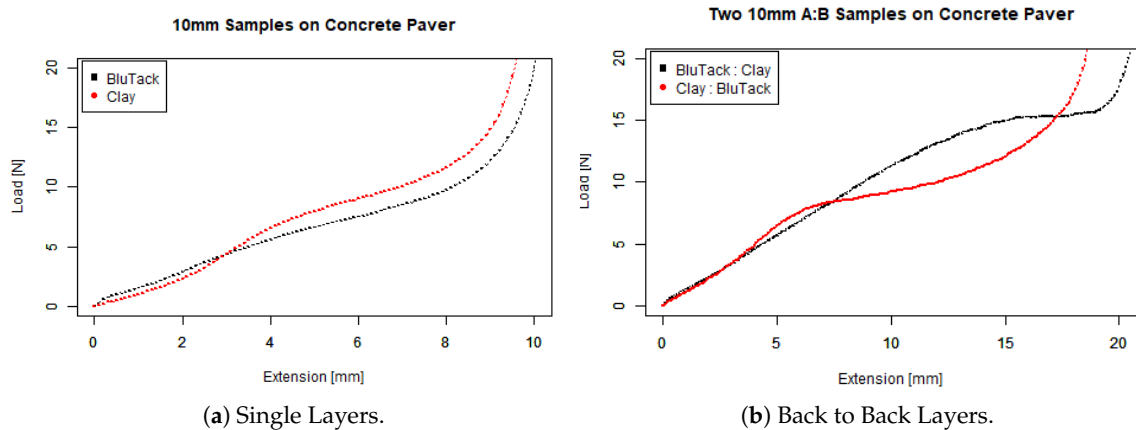 10mm Samples on Concrete Paver
BluTack
Clay
Load [N]
20
15
10
5
0
0 2 4 6 8 10
Extension [mm]
(a) Single Layers.
Two 10mm A:B Samples on Concrete Paver
BluTack : Clay
Clay : BluTack
Load [N]
20
15
10
5
0
0 5 10 15 20
Extension [mm]
(b) Back to Back Layers.